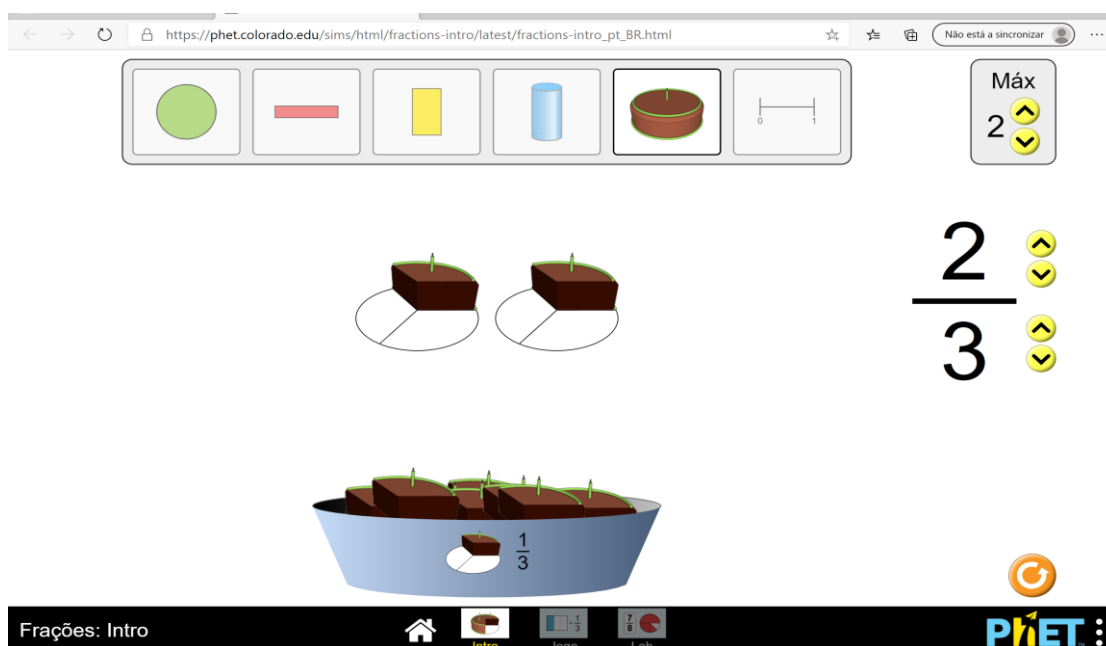 https://phet.colorado.edu/sims/html/fractions-intro/latest/fractions-intro_pt_BR.html
Não está a sincronizar
Máx
2
0 1
2
3
1
3
Frações: Intro
Intro
1
3
7
8
Lab
PhET